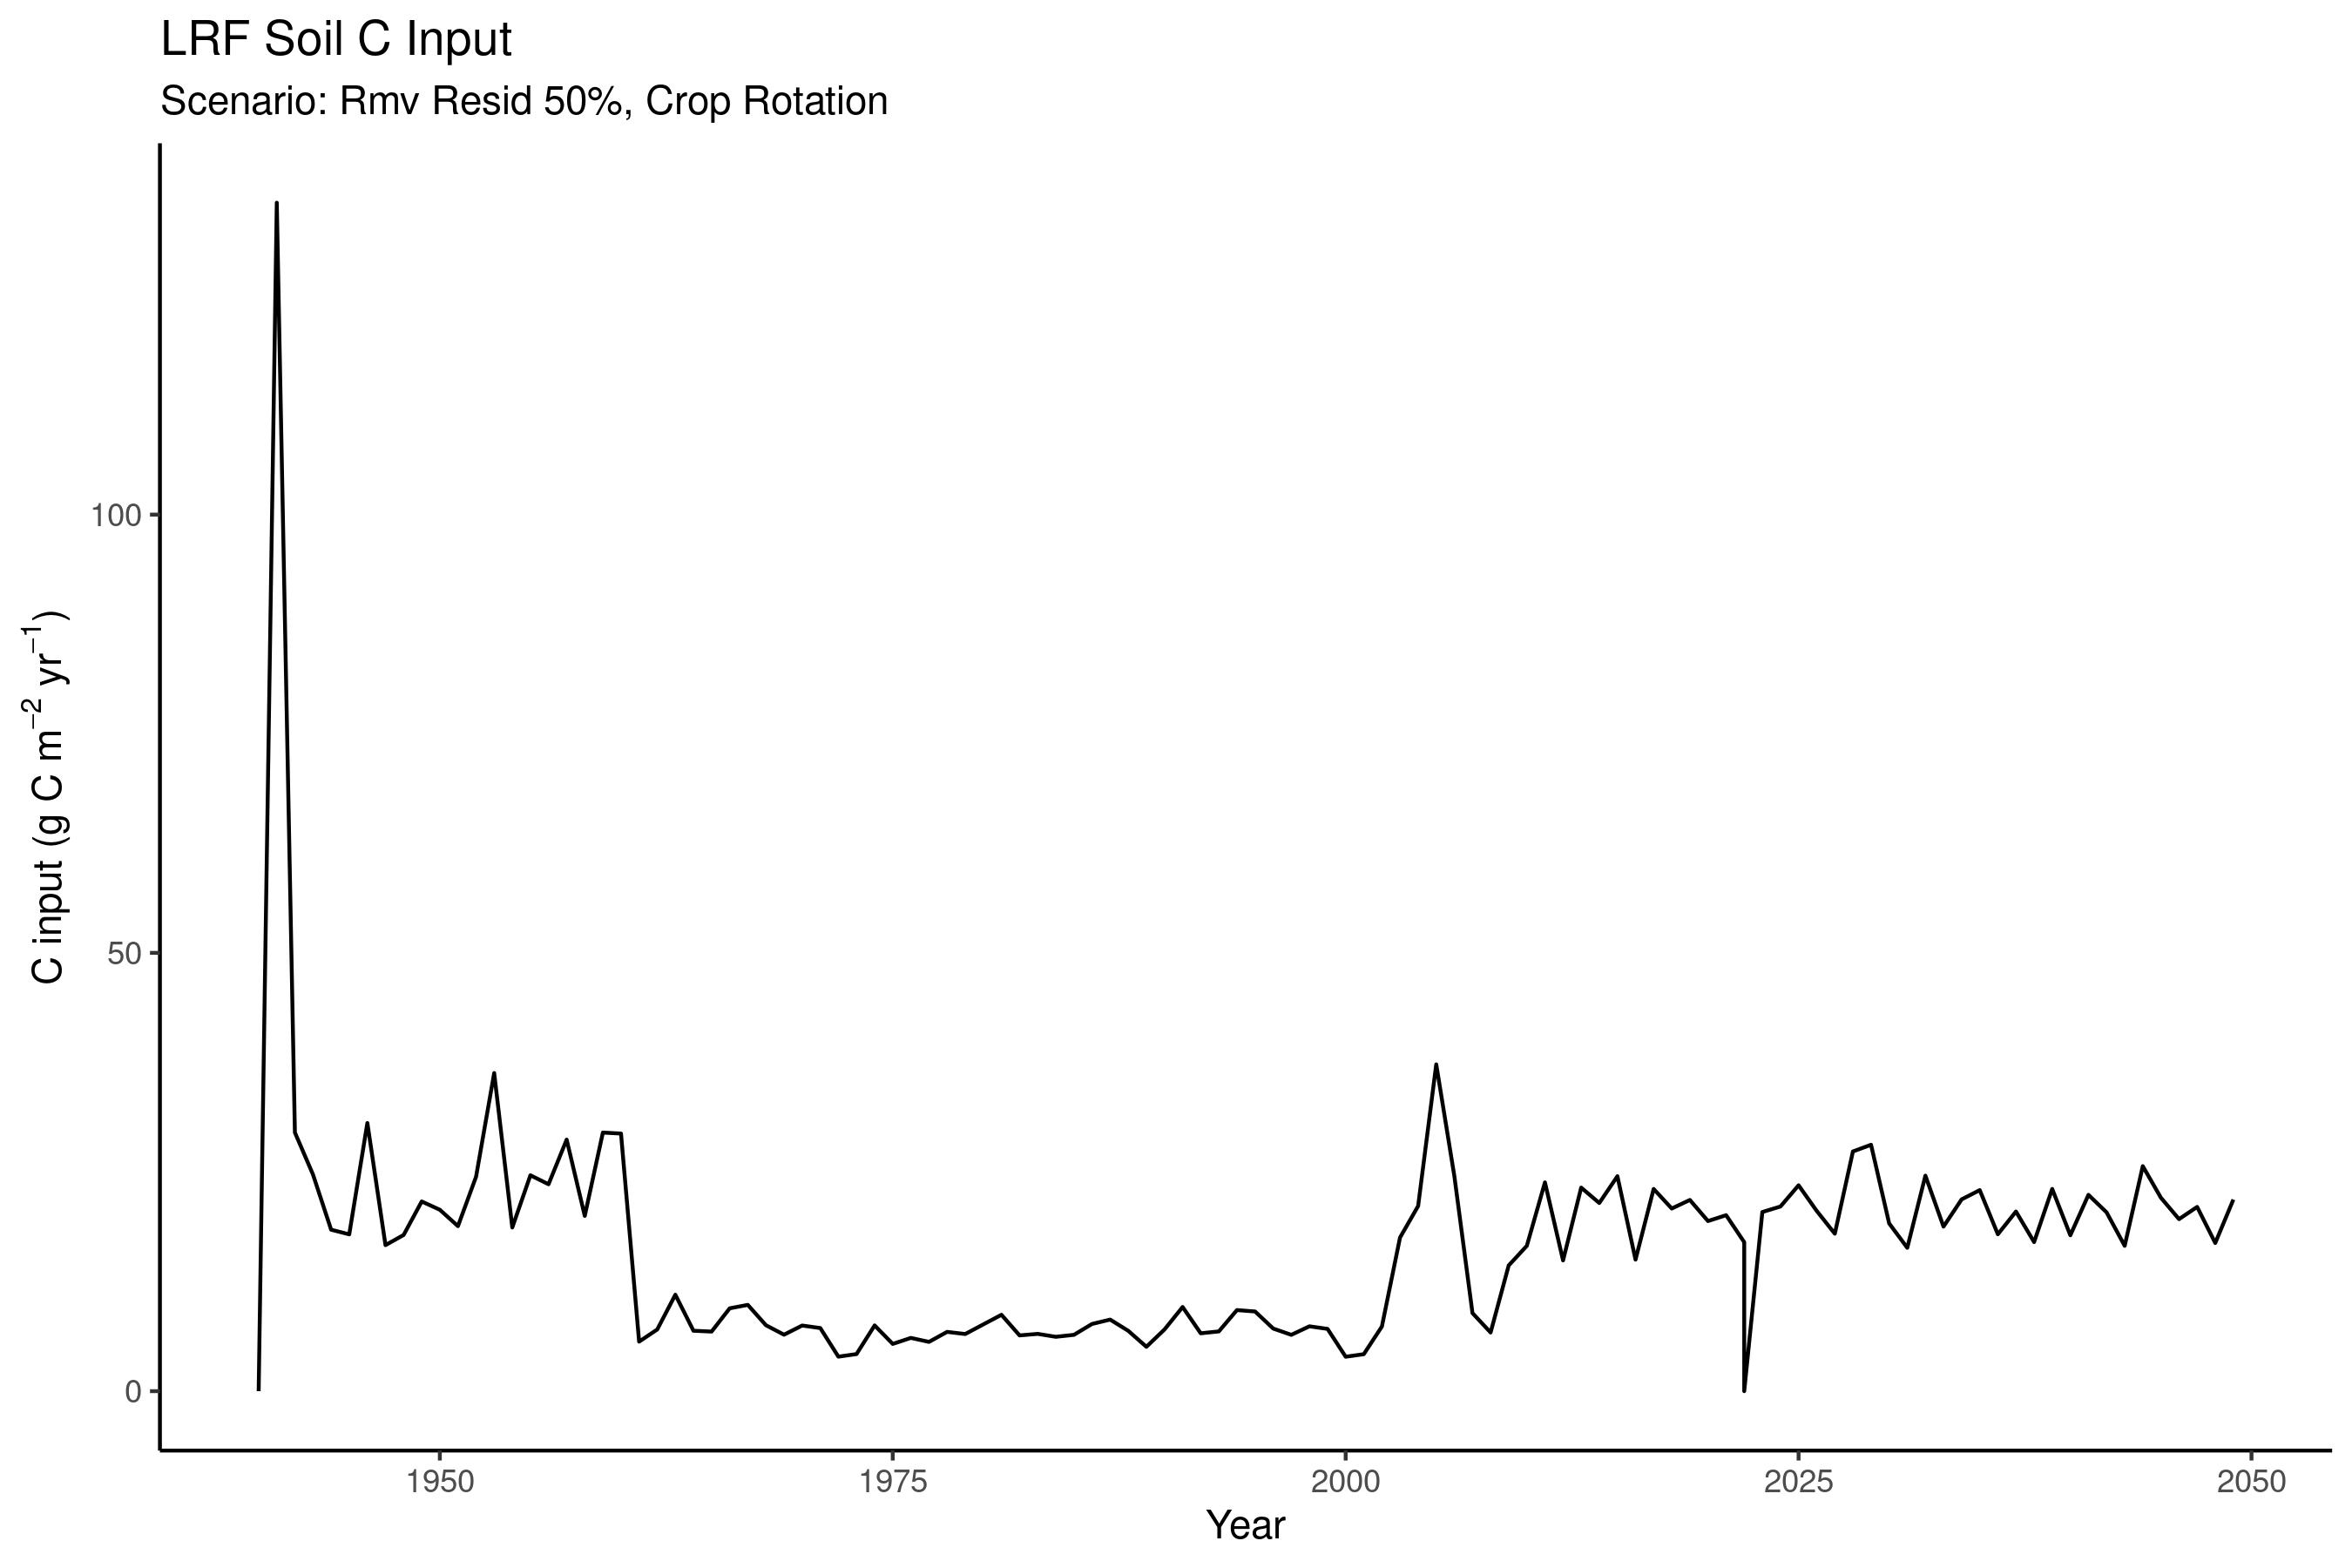 LRF Soil C Input
Scenario: Rmv Resid 50%, Crop Rotation
C input (g C m⁻² yr⁻¹)
100
50
0
1950 1975 2000 2025 2050
Year